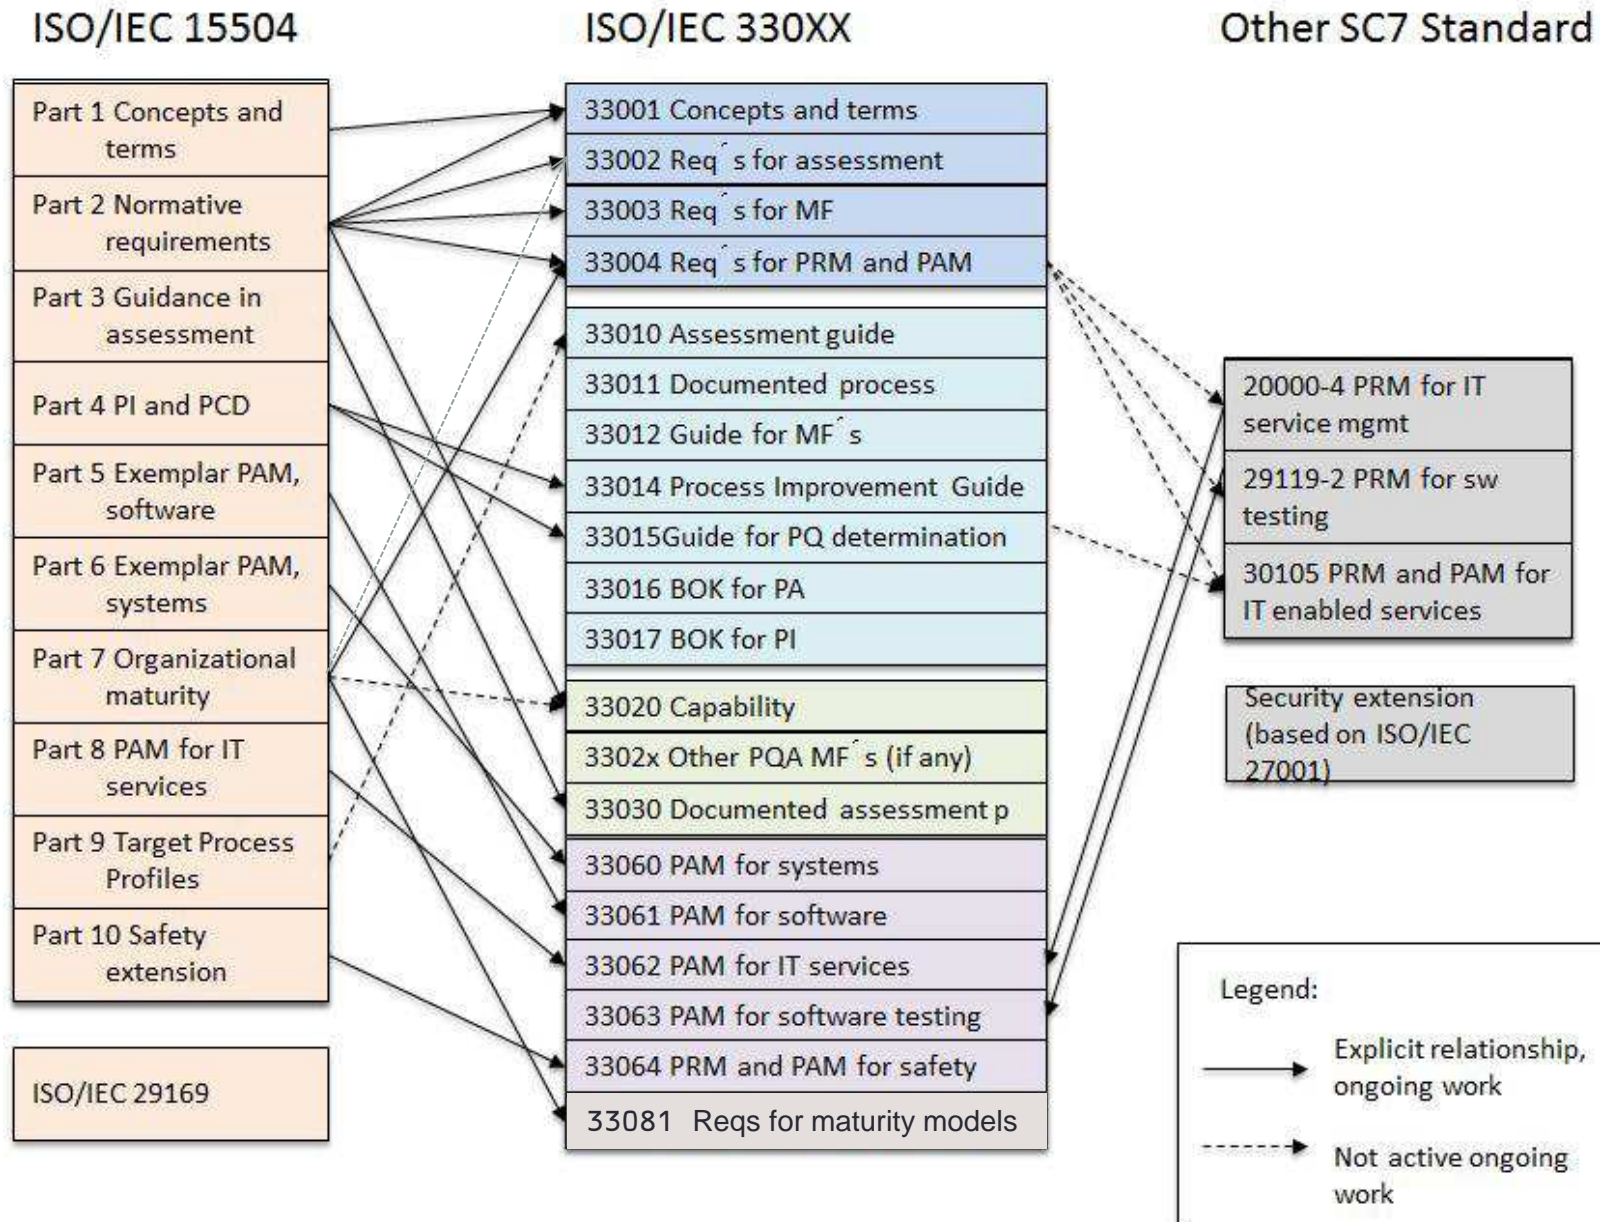 ISO/IEC 15504
ISO/IEC 330XX
Other SC7 Standard
Part 1 Concepts and
terms
Part 2 Normative
requirements
Part 3 Guidance in
assessment
Part 4 PI and PCD
Part 5 Exemplar PAM,
software
Part 6 Exemplar PAM,
systems
Part 7 Organizational
maturity
Part 8 PAM for IT
services
Part 9 Target Process
Profiles
Part 10 Safety
extension
ISO/IEC 29169
33001 Concepts and terms
33002 Req´s for assessment
33003 Req´s for MF
33004 Req´s for PRM and PAM
33010 Assessment guide
33011 Documented process
33012 Guide for MF´s
33014 Process Improvement Guide
33015Guide for PQ determination
33016 BOK for PA
33017 BOK for PI
33020 Capability
3302x Other PQA MF´s (if any)
33030 Documented assessment p
33060 PAM for systems
33061 PAM for software
33062 PAM for IT services
33063 PAM for software testing
33064 PRM and PAM for safety
33081 Reqs for maturity models
20000-4 PRM for IT
service mgmt
29119-2 PRM for sw
testing
30105 PRM and PAM for
IT enabled services
Security extension
(based on ISO/IEC
27001)
Legend:
Explicit relationship,
ongoing work
Not active ongoing
work